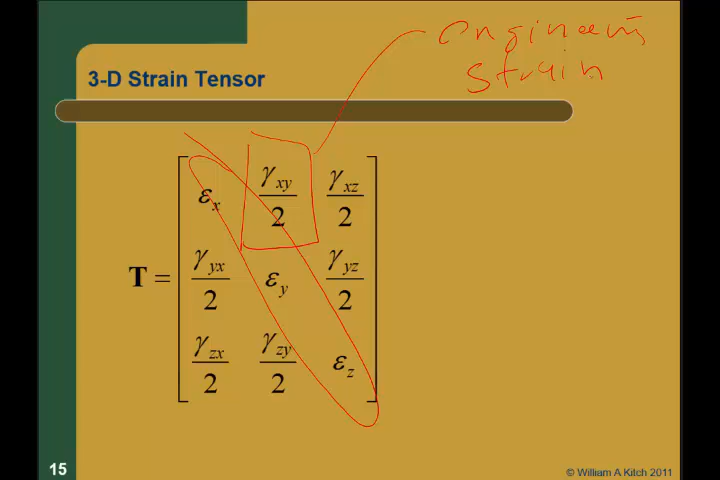 engineering
strain
3-D Strain Tensor
εx γxy/2 γxz/2
T = γyx/2 εy γyz/2
γzx/2 γzy/2 εz
15
© William A Kitch 2011